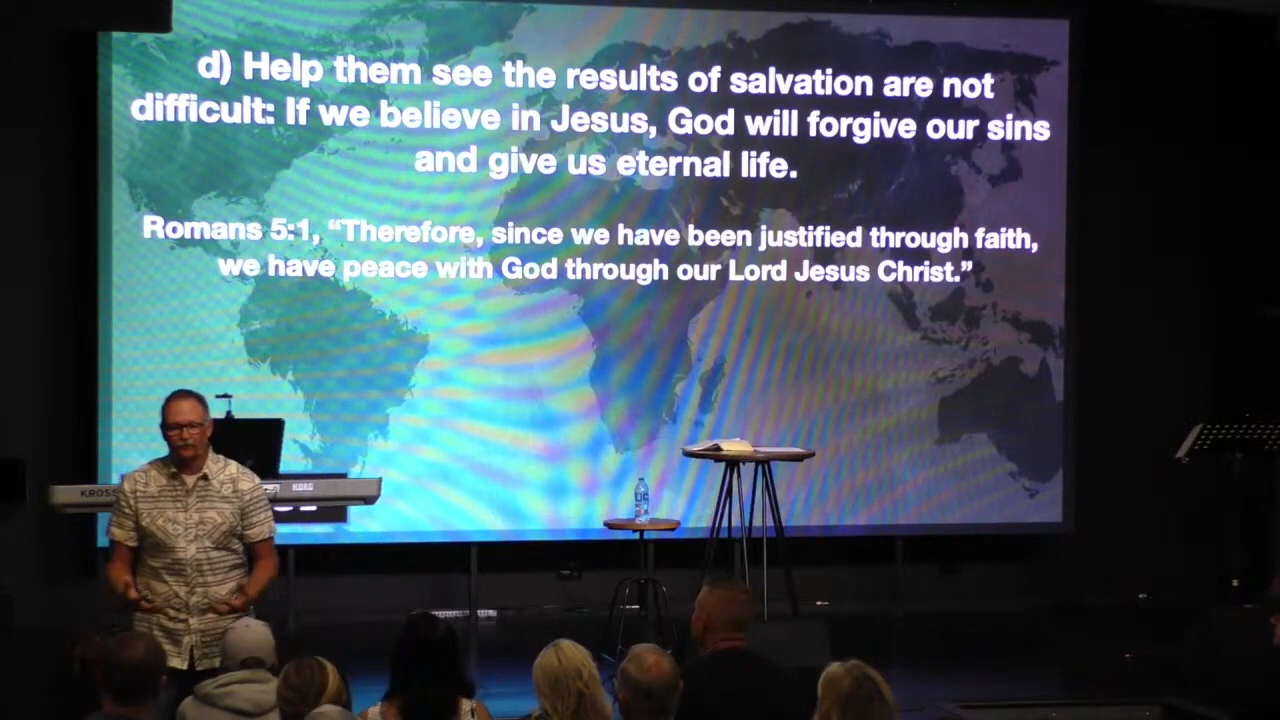 d) Help them see the results of salvation are not
difficult: If we believe in Jesus, God will forgive our sins
and give us eternal life.
Romans 5:1, “Therefore, since we have been justified through faith,
we have peace with God through our Lord Jesus Christ.”
KROSS
KORG